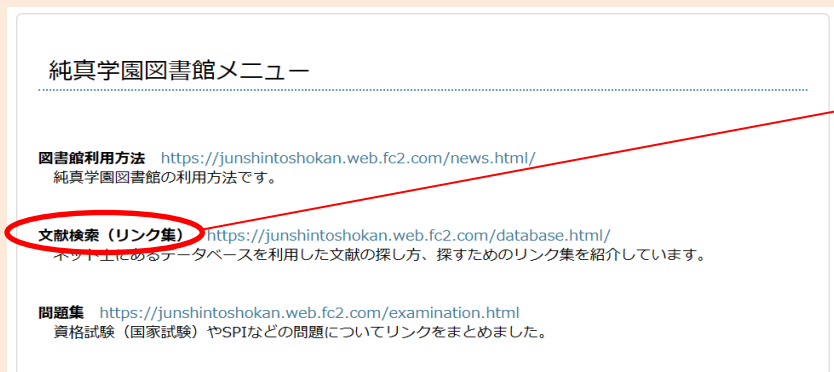 純真学園図書館メニュー
図書館利用方法 https://junshintoshokan.web.fc2.com/news.html/
純真学園図書館の利用方法です。
文献検索（リンク集） https://junshintoshokan.web.fc2.com/database.html/
ネット上にあるデータベースを利用した文献の探し方、探すためのリンク集を紹介しています。
問題集 https://junshintoshokan.web.fc2.com/examination.html
資格試験（国家試験）やSPIなどの問題についてリンクをまとめました。